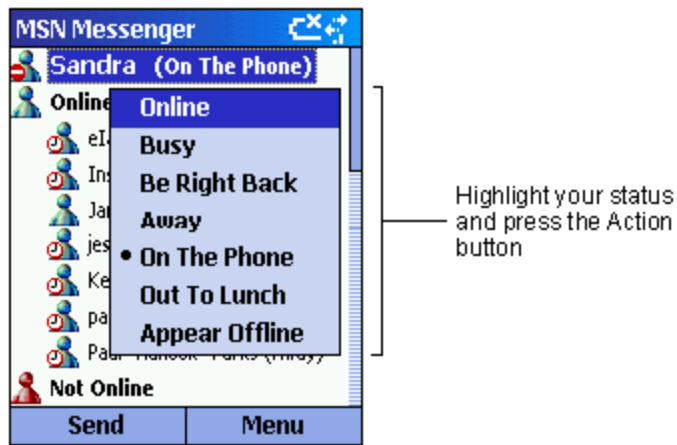 MSN Messenger
Sandra (On The Phone)
Online
Online
Busy
Be Right Back
Away
• On The Phone
Out To Lunch
Appear Offline
Not Online
Send Menu
Highlight your status
and press the Action
button